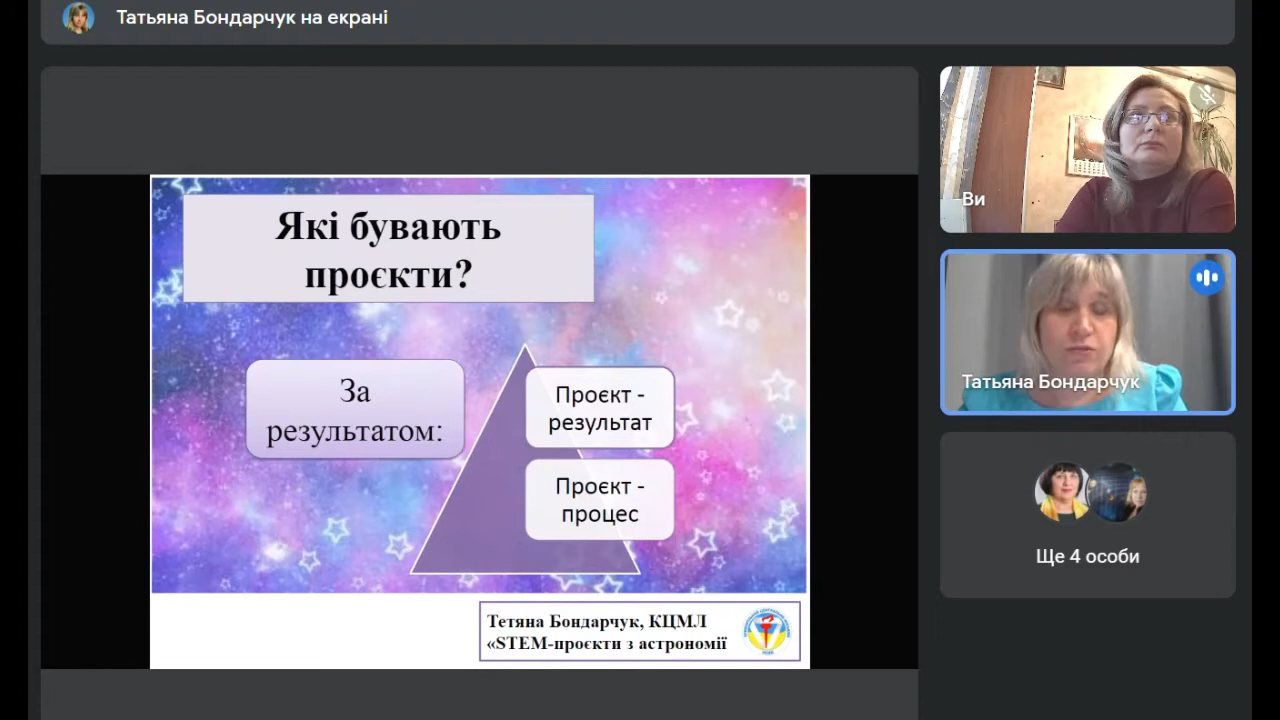 Татьяна Бондарчук на екрані
Які бувають
проєкти?
За
результатом:
Проєкт -
результат
Проєкт -
процес
Тетяна Бондарчук, КЦМЛ
«STEM-проєкти з астрономії
Ви
Татьяна Бондарчук
Ще 4 особи